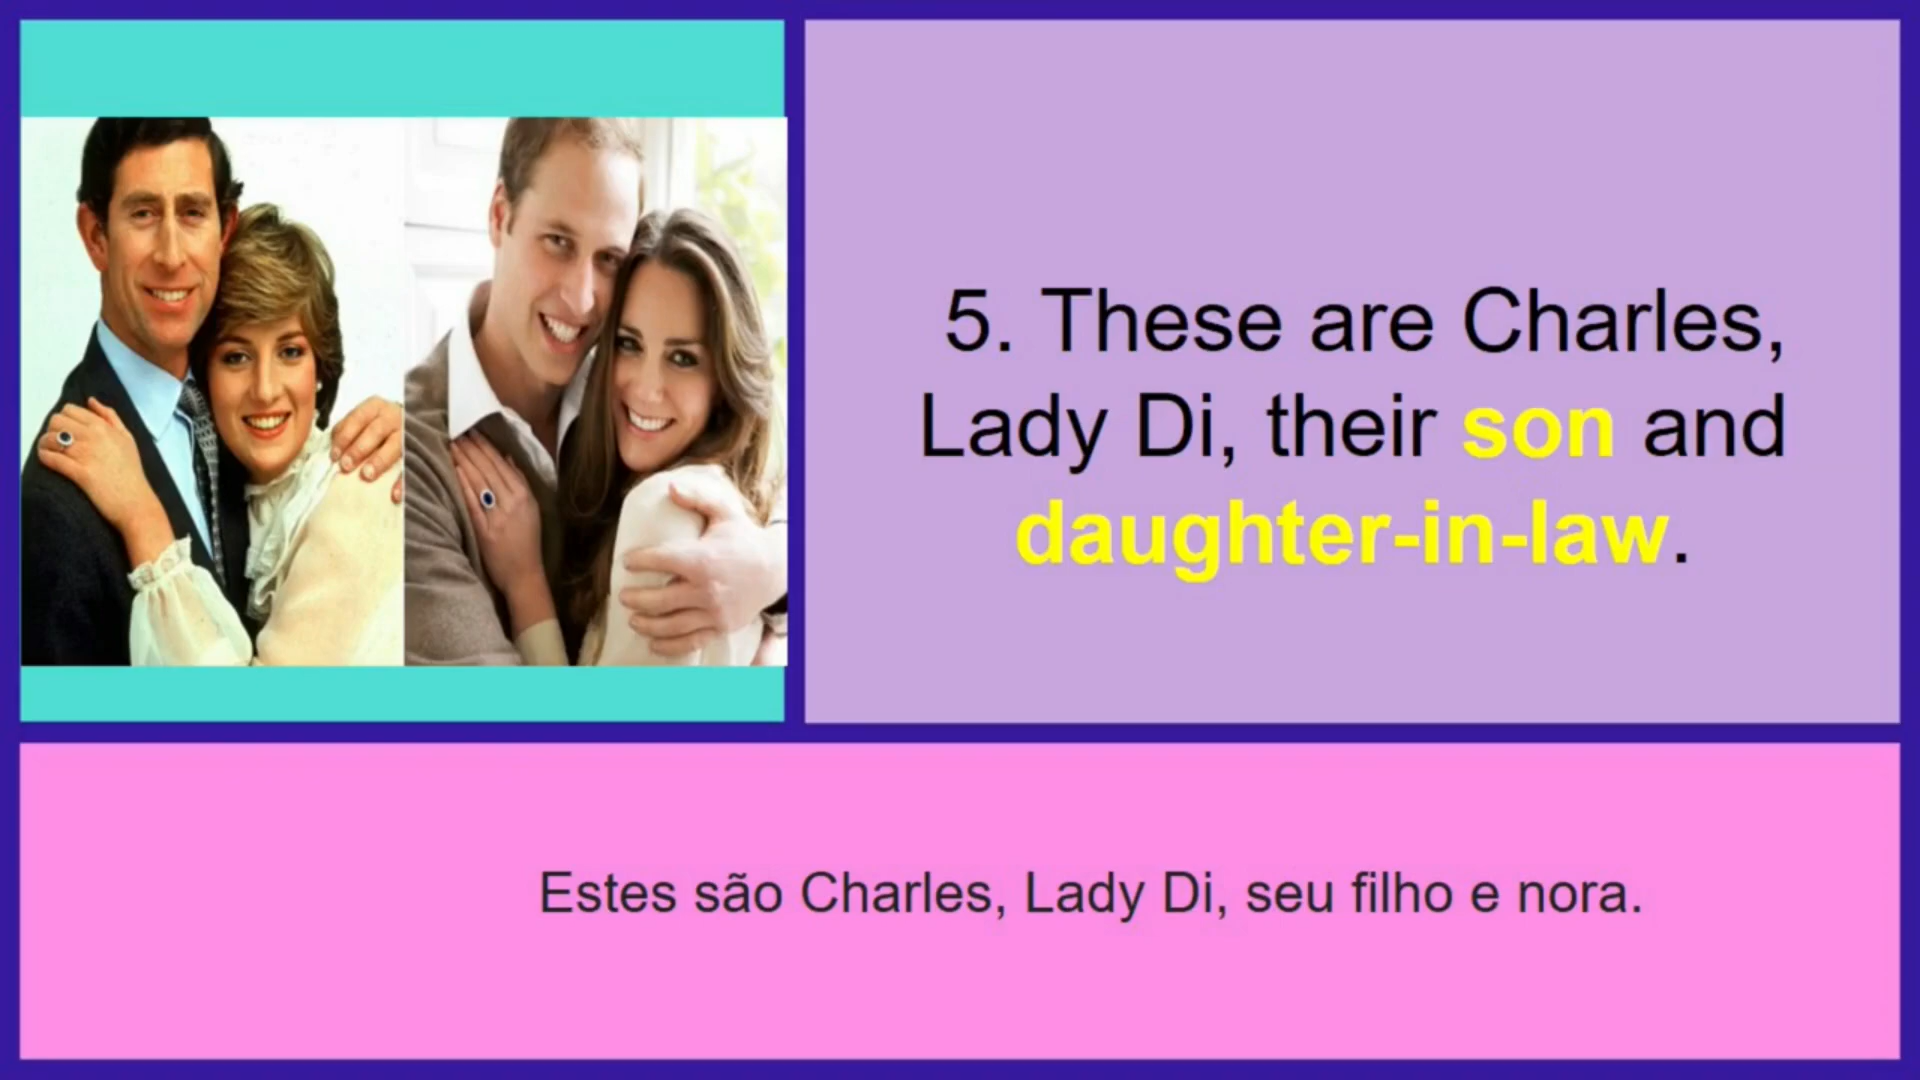 5. These are Charles,
Lady Di, their son and
daughter-in-law.
Estes são Charles, Lady Di, seu filho e nora.